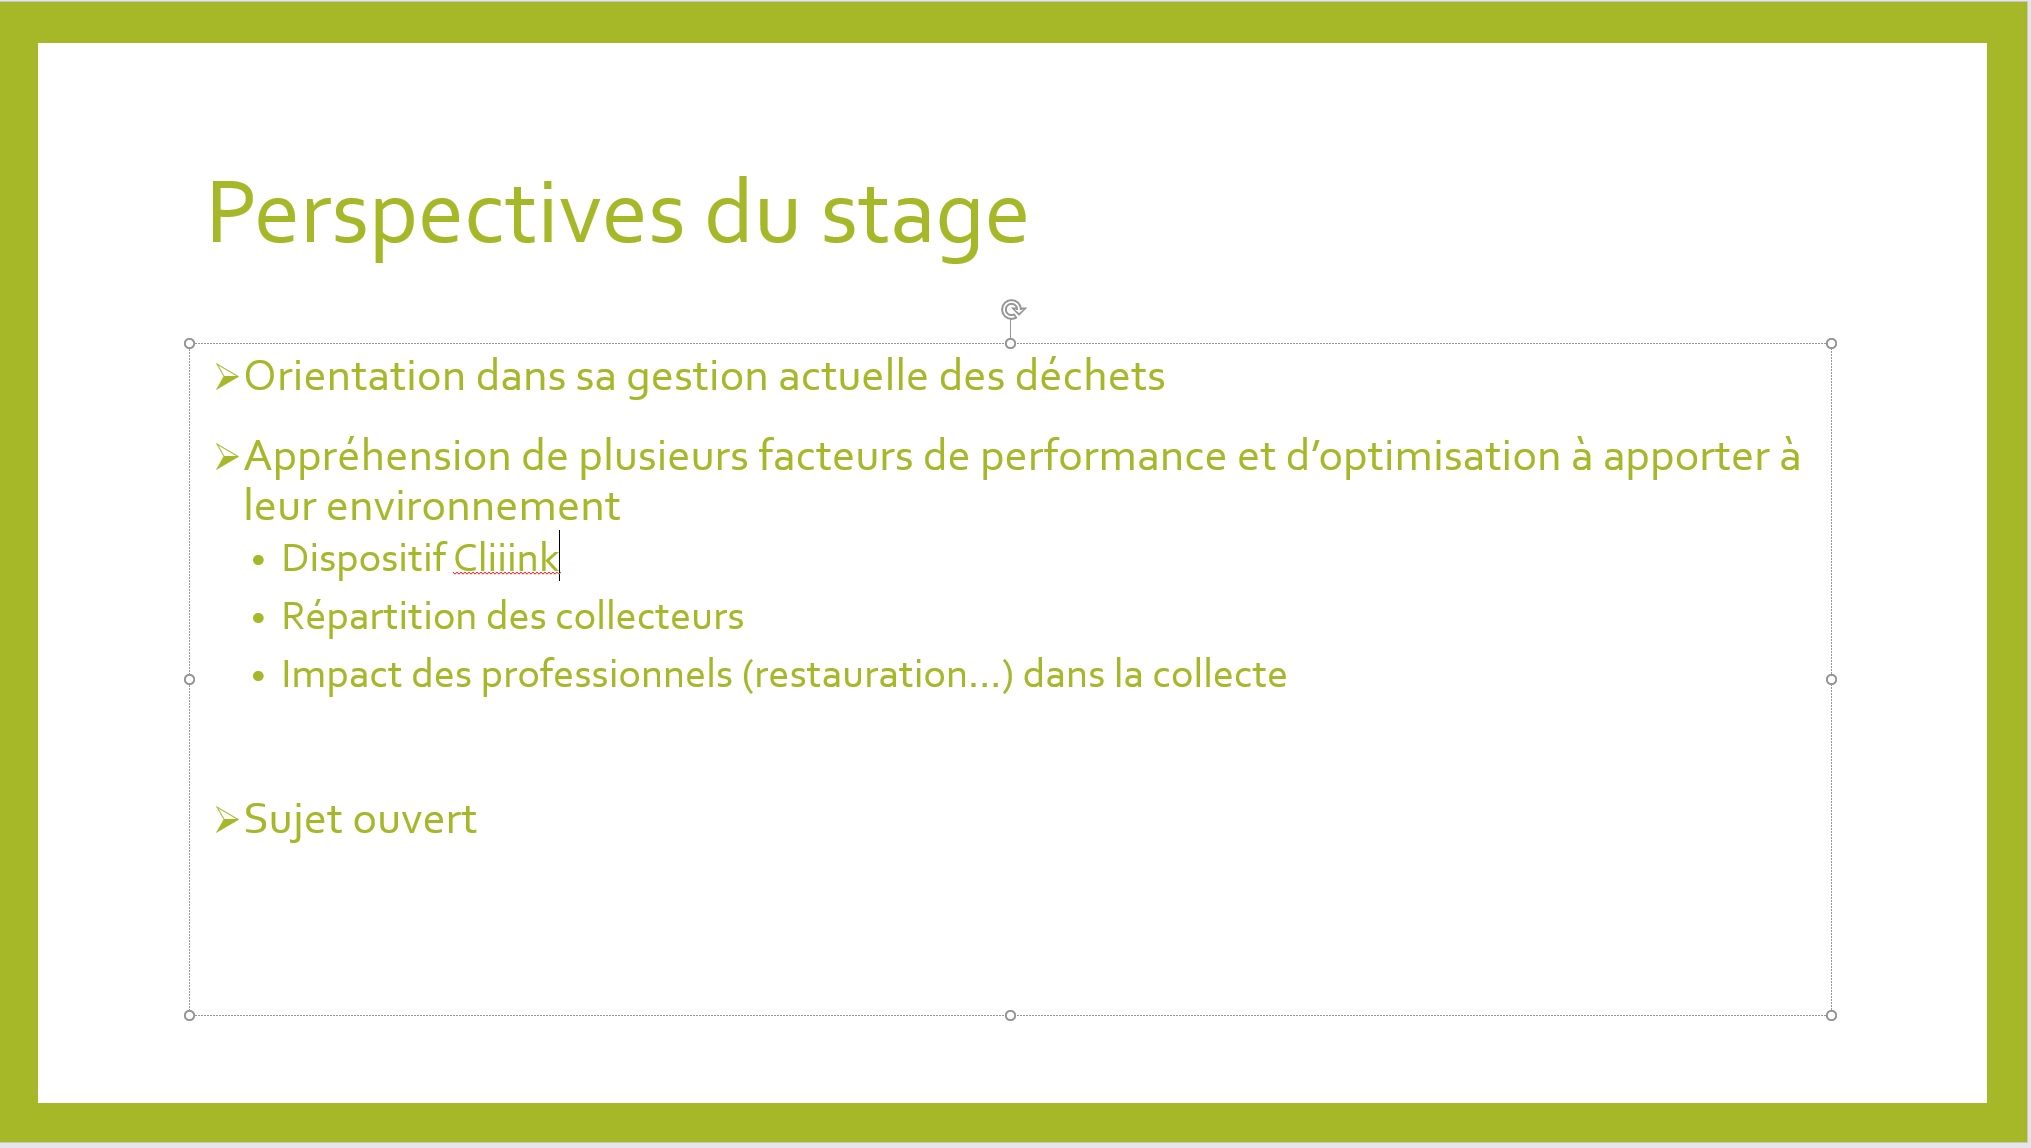 Perspectives du stage
➢Orientation dans sa gestion actuelle des déchets
➢Appréhension de plusieurs facteurs de performance et d’optimisation à apporter à
leur environnement
• Dispositif Cliiink
• Répartition des collecteurs
• Impact des professionnels (restauration…) dans la collecte
➢Sujet ouvert